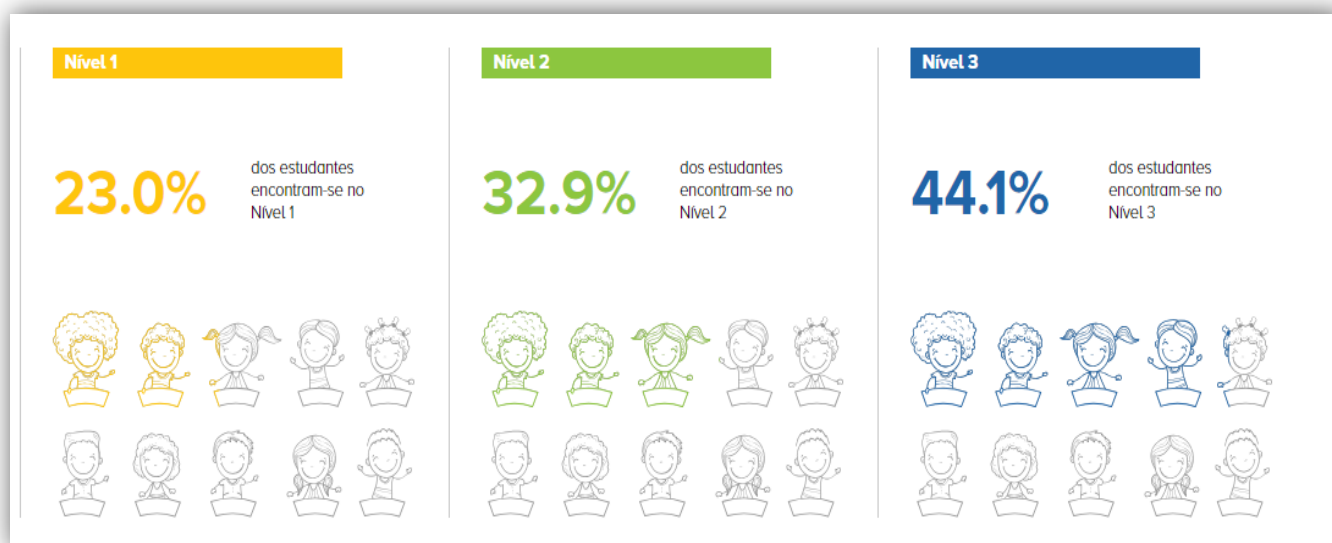 Nível 1
23.0%
dos estudantes
encontram-se no
Nível 1
Nível 2
32.9%
dos estudantes
encontram-se no
Nível 2
Nível 3
44.1%
dos estudantes
encontram-se no
Nível 3